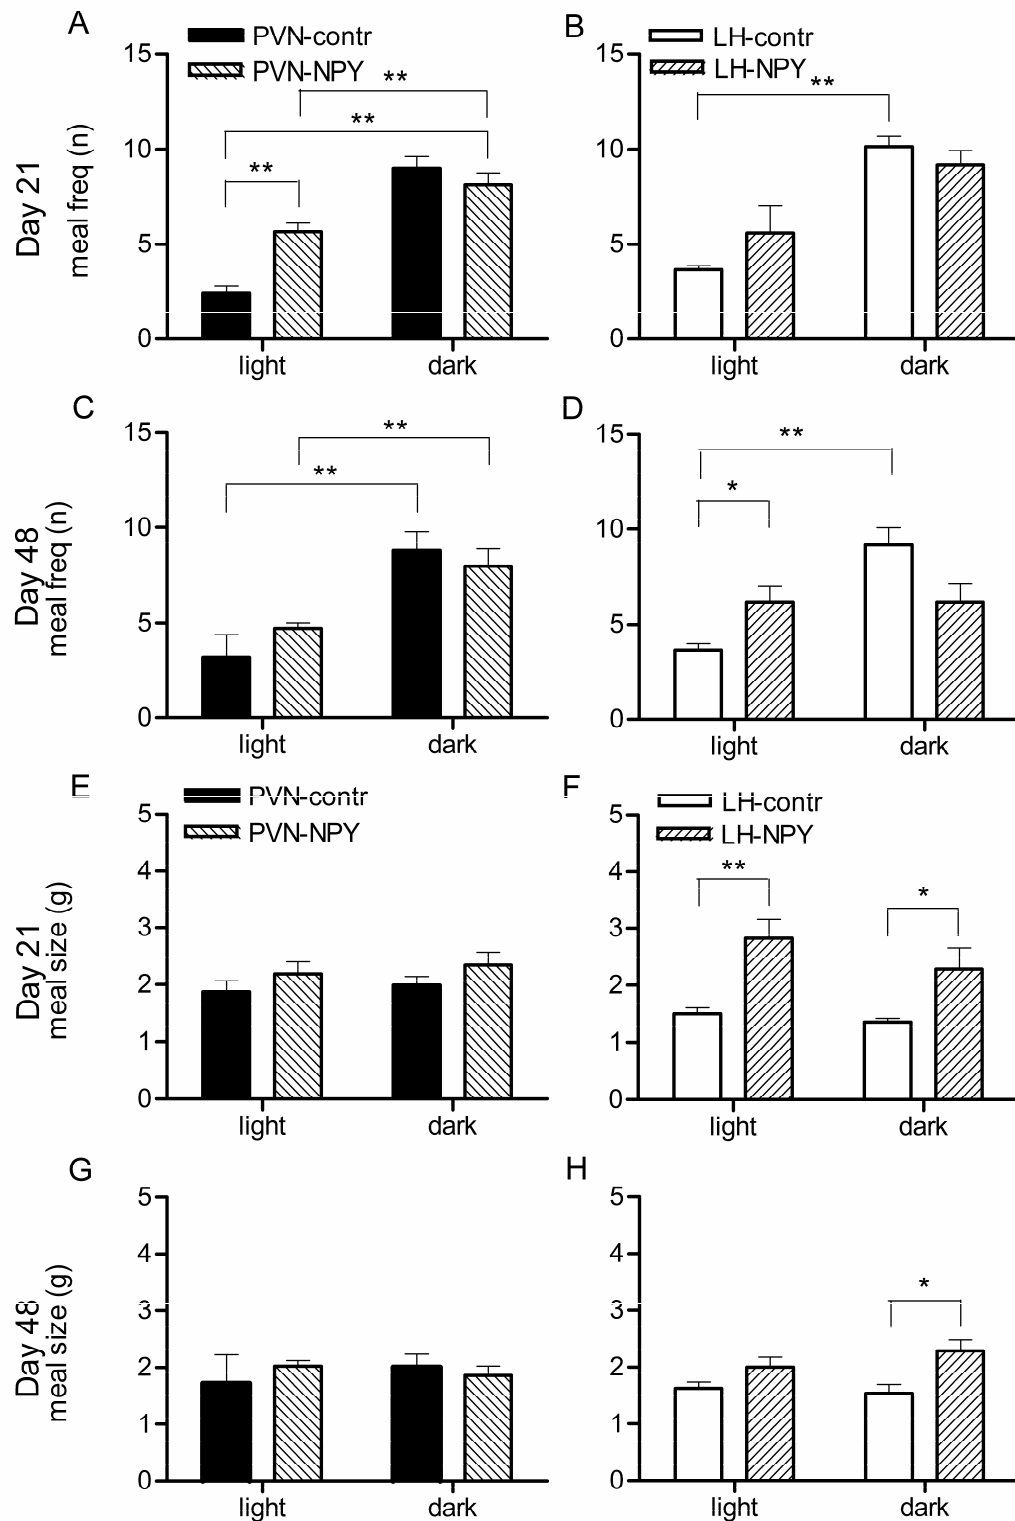 A
PVN-contr
PVN-NPY
Day 21
meal freq (n)
15
10
5
0
**
**
**
light
dark
B
LH-contr
LH-NPY
15
10
5
0
**
light
dark
C
Day 48
meal freq (n)
15
10
5
0
**
**
light
dark
D
15
10
5
0
**
*
light
dark
E
PVN-contr
PVN-NPY
Day 21
meal size (g)
5
4
3
2
1
0
light
dark
F
LH-contr
LH-NPY
5
4
3
2
1
0
**
*
light
dark
G
Day 48
meal size (g)
5
4
3
2
1
0
light
dark
H
5
4
3
2
1
0
*
light
dark